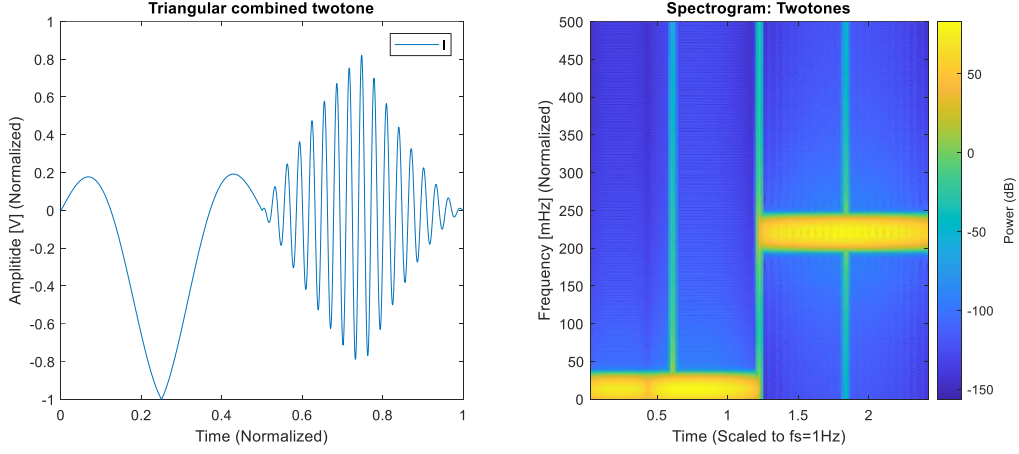 Triangular combined twotone
1
0.8
0.6
0.4
0.2
0
-0.2
-0.4
-0.6
-0.8
-1
Amplitide [V] (Normalized)
I
0 0.2 0.4 0.6 0.8 1
Time (Normalized)
Spectrogram: Twotones
500
450
400
350
300
250
200
150
100
50
0
Frequency [mHz] (Normalized)
0.5 1 1.5 2
Time (Scaled to fs=1Hz)
50
0
-50
-100
-150
Power (dB)